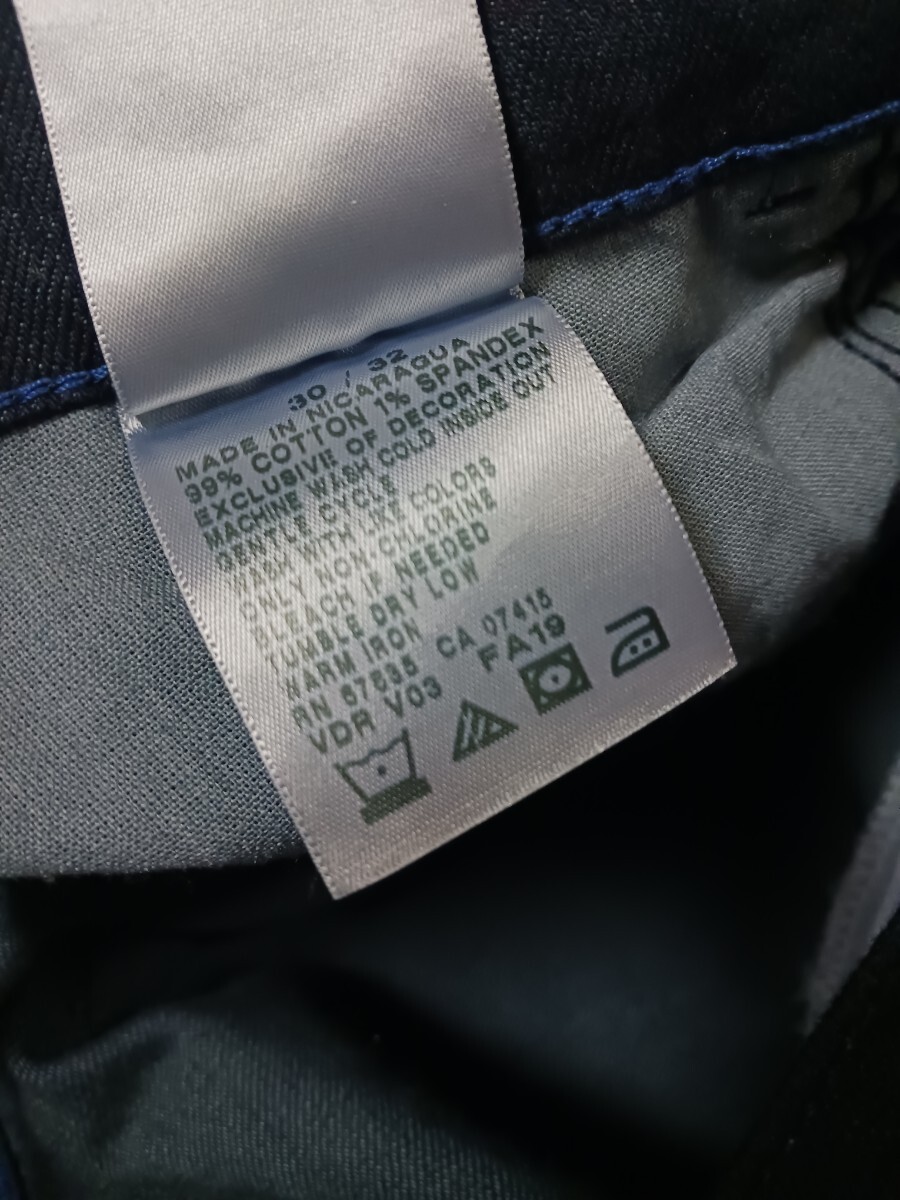 30 / 32
MADE IN NICARAGUA
99% COTTON 1% SPANDEX
EXCLUSIVE OF DECORATION
MACHINE WASH COLD INSIDE OUT
GENTLE CYCLE
WASH WITH LIKE COLORS
ONLY NON-CHLORINE
BLEACH IF NEEDED
TUMBLE DRY LOW
WARM IRON
RN 67635 CA 07415
VDR V03 FA19